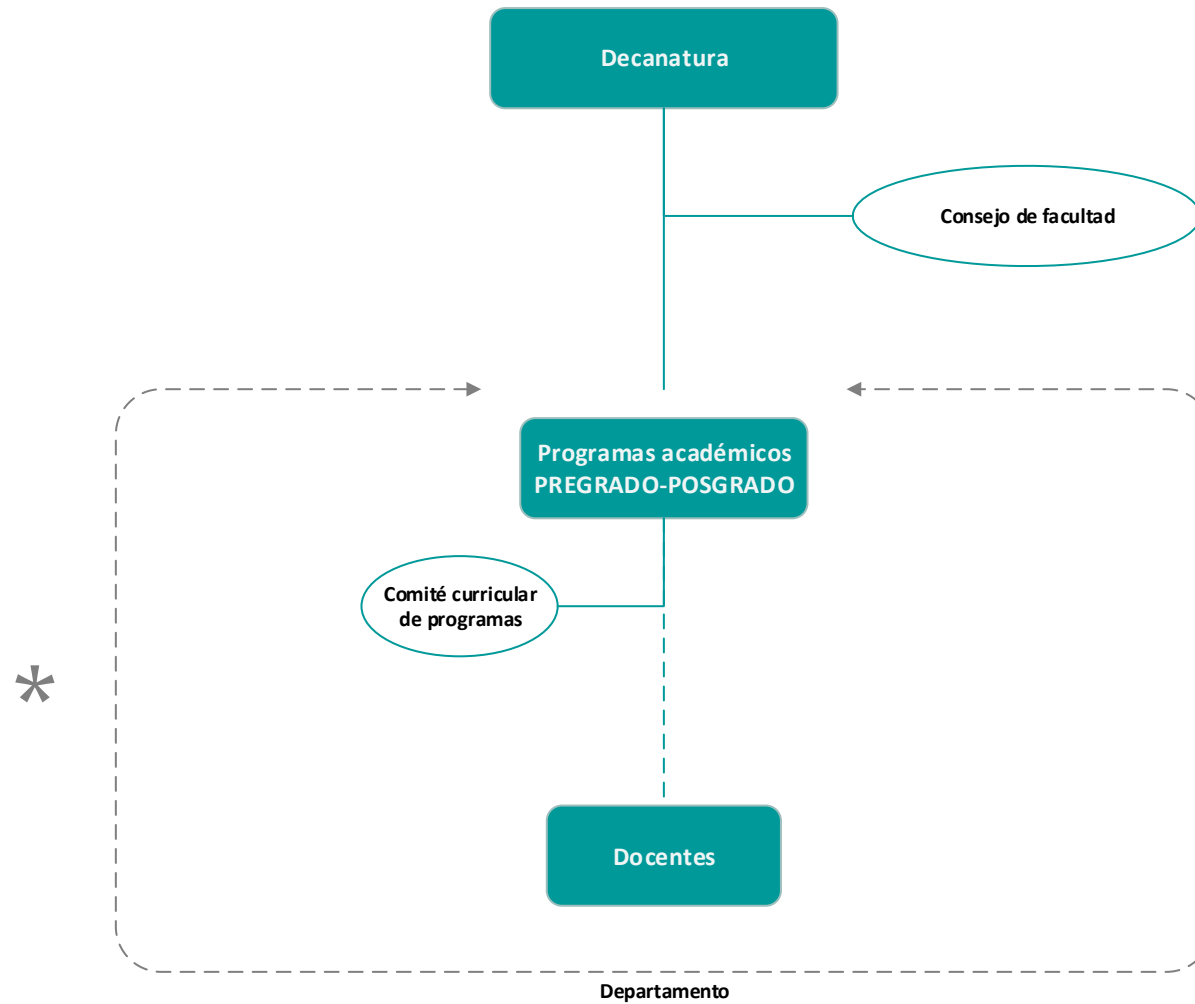 Decanatura
Consejo de facultad
Programas académicos
PREGRADO-POSGRADO
Comité curricular
de programas
*
Docentes
Departamento